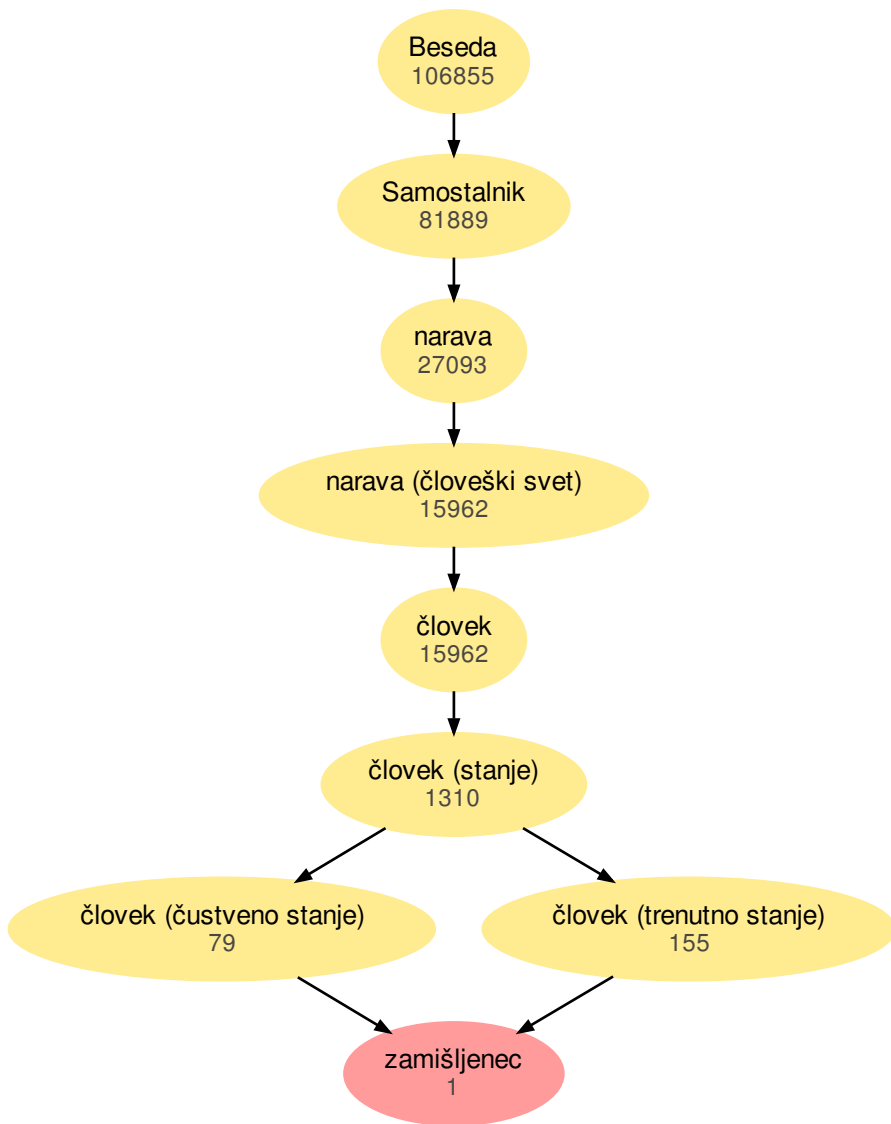 Beseda
106855
Samostalnik
81889
narava
27093
narava (človeški svet)
15962
človek
15962
človek (stanje)
1310
človek (čustveno stanje)
79
človek (trenutno stanje)
155
zamišljenec
1